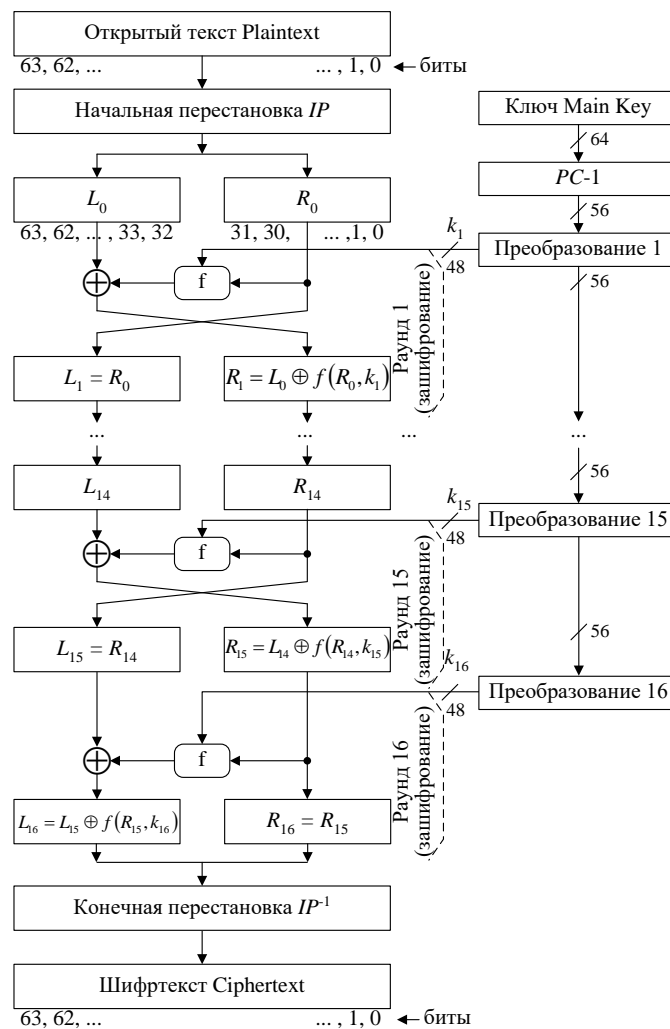 Открытый текст Plaintext
63, 62, ... ... , 1, 0 биты
Начальная перестановка IP
Ключ Main Key
64
PC-1
56
L₀ R₀
63, 62, ... , 33, 32 31, 30, ... ,1, 0
k₁
48
Преобразование 1
56
f
Раунд 1
(зашифрование)
L₁ = R₀ R₁ = L₀ ⊕ f(R₀, k₁)
... ... ... ...
56
L₁₄ R₁₄
k₁₅
48
Преобразование 15
f
Раунд 15
(зашифрование)
56
L₁₅ = R₁₄ R₁₅ = L₁₄ ⊕ f(R₁₄, k₁₅)
k₁₆
48
Преобразование 16
f
Раунд 16
(зашифрование)
L₁₆ = L₁₅ ⊕ f(R₁₅, k₁₆) R₁₆ = R₁₅
Конечная перестановка IP⁻¹
Шифртекст Ciphertext
63, 62, ... ... , 1, 0 биты